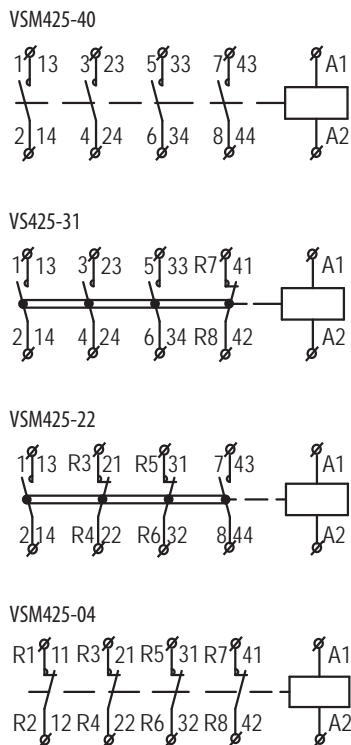 VSM425-40
1 13 3 23 5 33 7 43 A1
2 14 4 24 6 34 8 44 A2
VS425-31
1 13 3 23 5 33 R7 41 A1
2 14 4 24 6 34 R8 42 A2
VSM425-22
1 13 R3 21 R5 31 7 43 A1
2 14 R4 22 R6 32 8 44 A2
VSM425-04
R1 11 R3 21 R5 31 R7 41 A1
R2 12 R4 22 R6 32 R8 42 A2